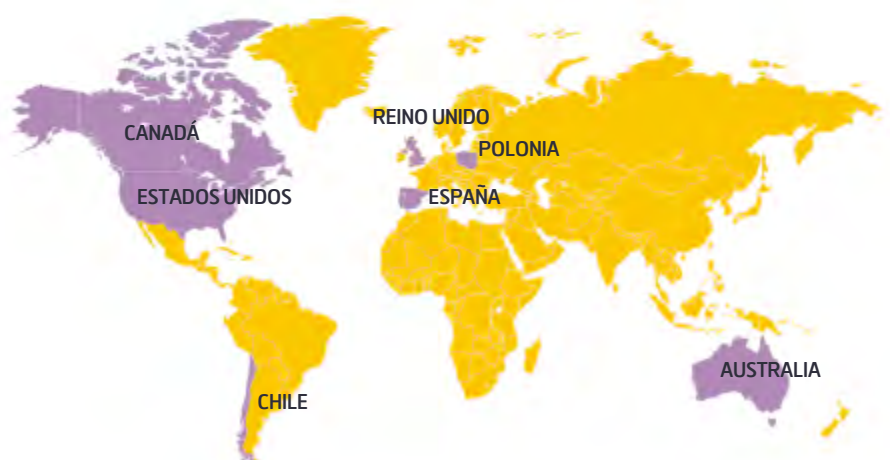 REINO UNIDO
CANADÁ
POLONIA
ESTADOS UNIDOS
ESPAÑA
AUSTRALIA
CHILE